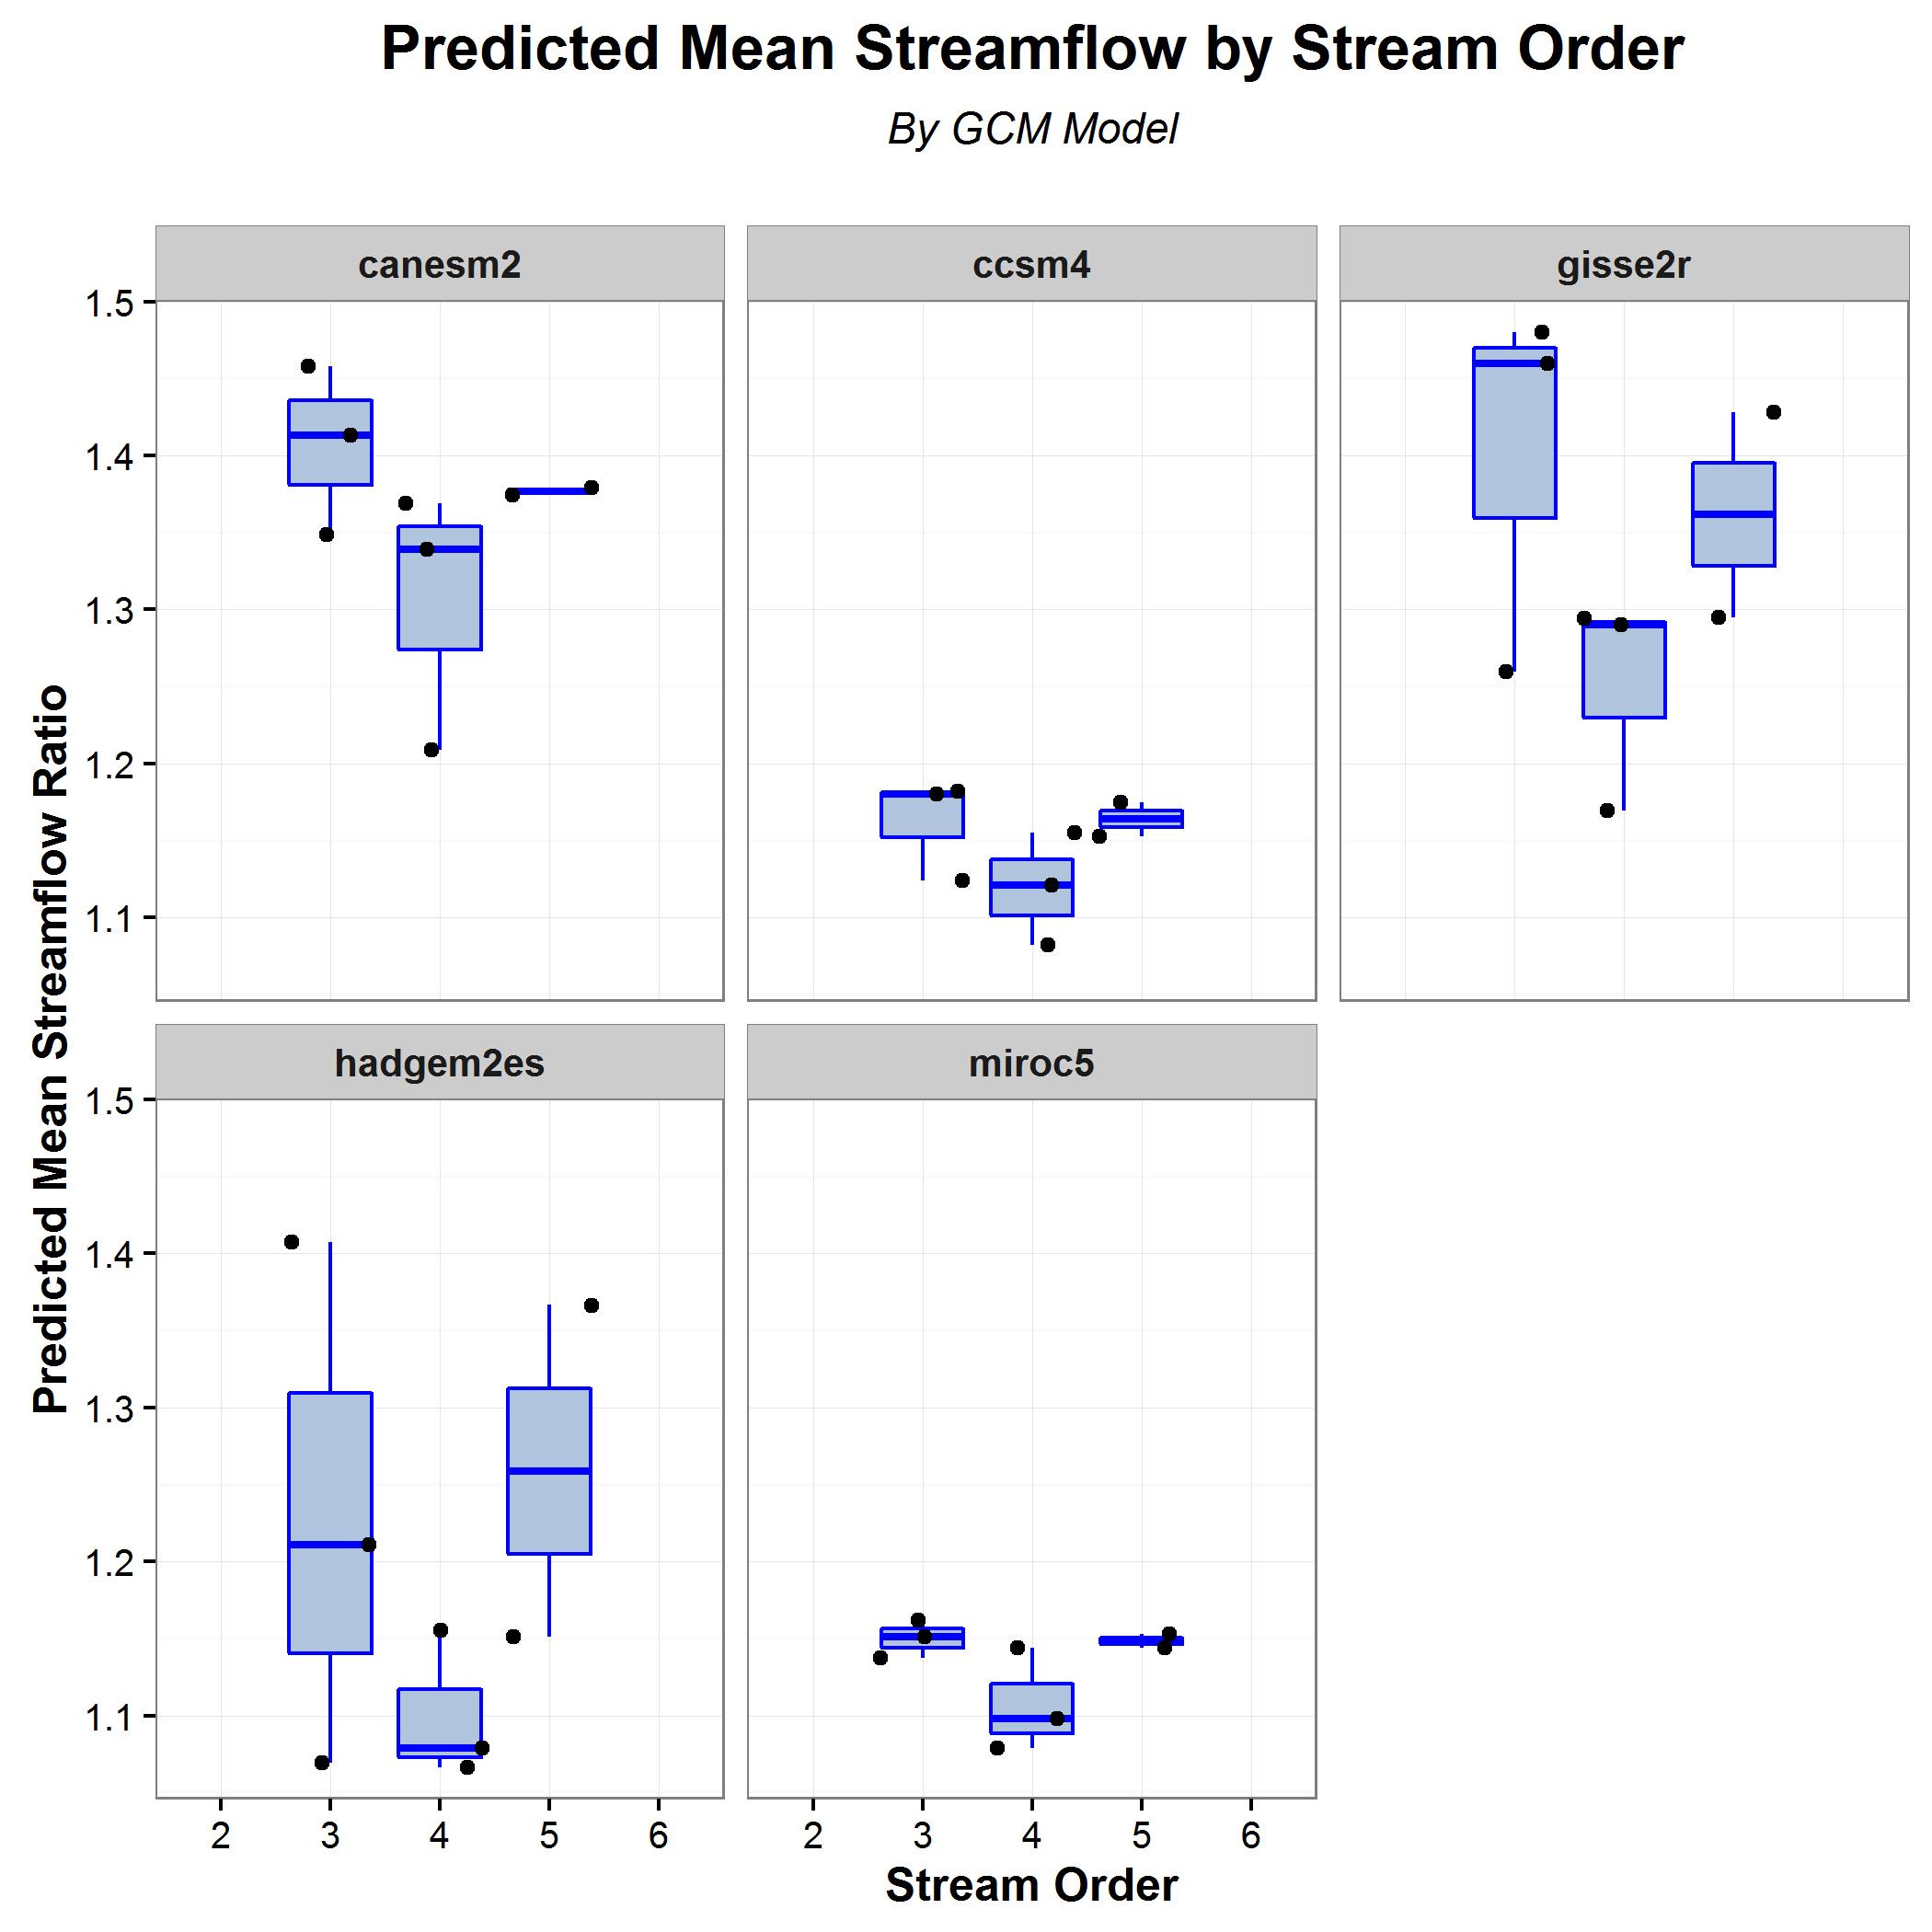 Predicted Mean Streamflow by Stream Order
By GCM Model
canesm2
ccsm4
gisse2r
1.5
1.4
1.3
1.2
1.1
Predicted Mean Streamflow Ratio
hadgem2es
miroc5
1.5
1.4
1.3
1.2
1.1
2 3 4 5 6
2 3 4 5 6
Stream Order